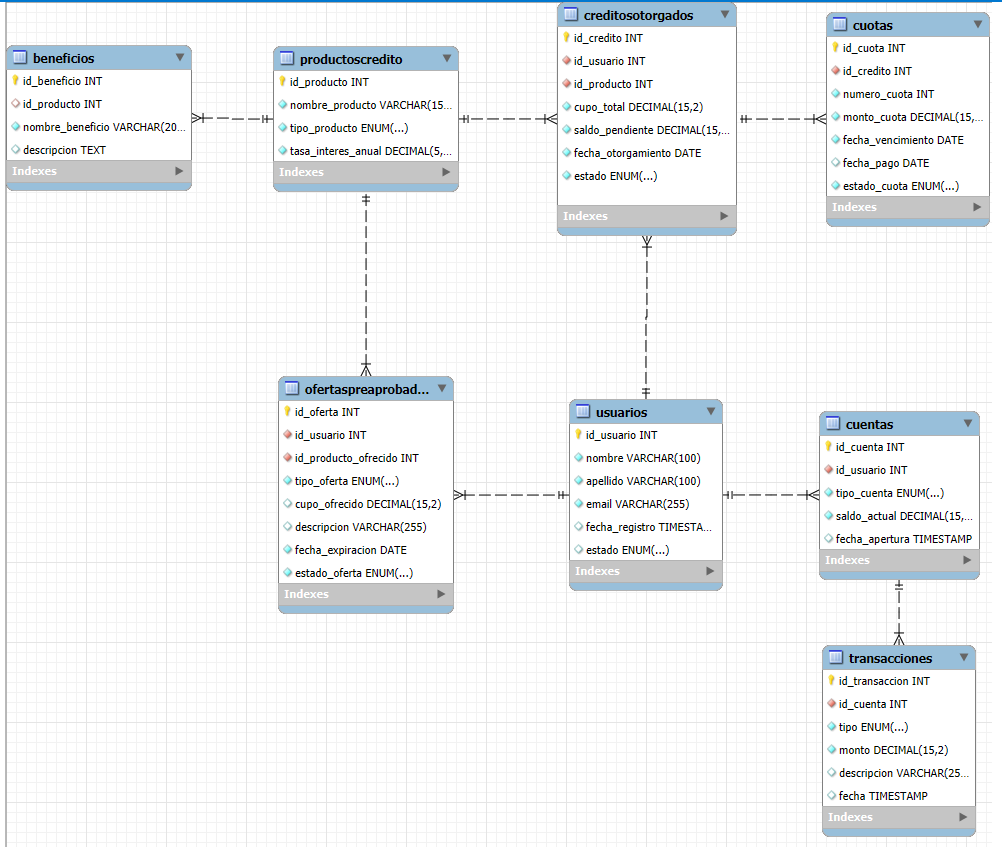 beneficios
id_beneficio INT
id_producto INT
nombre_beneficio VARCHAR(20...
descripcion TEXT
Indexes
productoscredito
id_producto INT
nombre_producto VARCHAR(15...
tipo_producto ENUM(...)
tasa_interes_anual DECIMAL(5,...
Indexes
creditosotorgados
id_credito INT
id_usuario INT
id_producto INT
cupo_total DECIMAL(15,2)
saldo_pendiente DECIMAL(15,...
fecha_otorgamiento DATE
estado ENUM(...)
Indexes
cuotas
id_cuota INT
id_credito INT
numero_cuota INT
monto_cuota DECIMAL(15,...
fecha_vencimiento DATE
fecha_pago DATE
estado_cuota ENUM(...)
Indexes
ofertaspreaprobad...
id_oferta INT
id_usuario INT
id_producto_ofrecido INT
tipo_oferta ENUM(...)
cupo_ofrecido DECIMAL(15,2)
descripcion VARCHAR(255)
fecha_expiracion DATE
estado_oferta ENUM(...)
Indexes
usuarios
id_usuario INT
nombre VARCHAR(100)
apellido VARCHAR(100)
email VARCHAR(255)
fecha_registro TIMESTA...
estado ENUM(...)
Indexes
cuentas
id_cuenta INT
id_usuario INT
tipo_cuenta ENUM(...)
saldo_actual DECIMAL(15,...
fecha_apertura TIMESTAMP
Indexes
transacciones
id_transaccion INT
id_cuenta INT
tipo ENUM(...)
monto DECIMAL(15,2)
descripcion VARCHAR(25...
fecha TIMESTAMP
Indexes